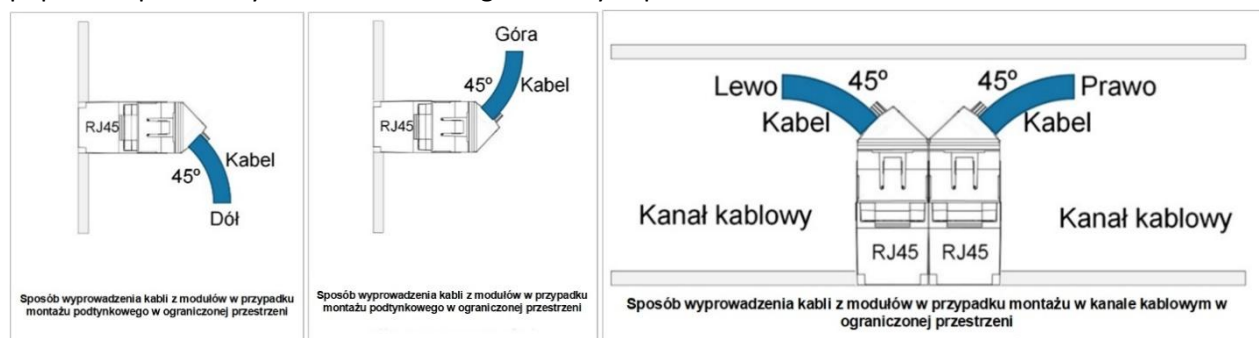 RJ45
45º
Kabel
Dół
Sposób wyprowadzenia kabli z modułów w przypadku
montażu podtynkowego w ograniczonej przestrzeni
Góra
45º
Kabel
RJ45
Sposób wyprowadzenia kabli z modułów w przypadku
montażu podtynkowego w ograniczonej przestrzeni
Lewo 45º 45º Prawo
Kabel Kabel
Kanał kablowy Kanał kablowy
RJ45 RJ45
Sposób wyprowadzenia kabli z modułów w przypadku montażu w kanale kablowym w
ograniczonej przestrzeni